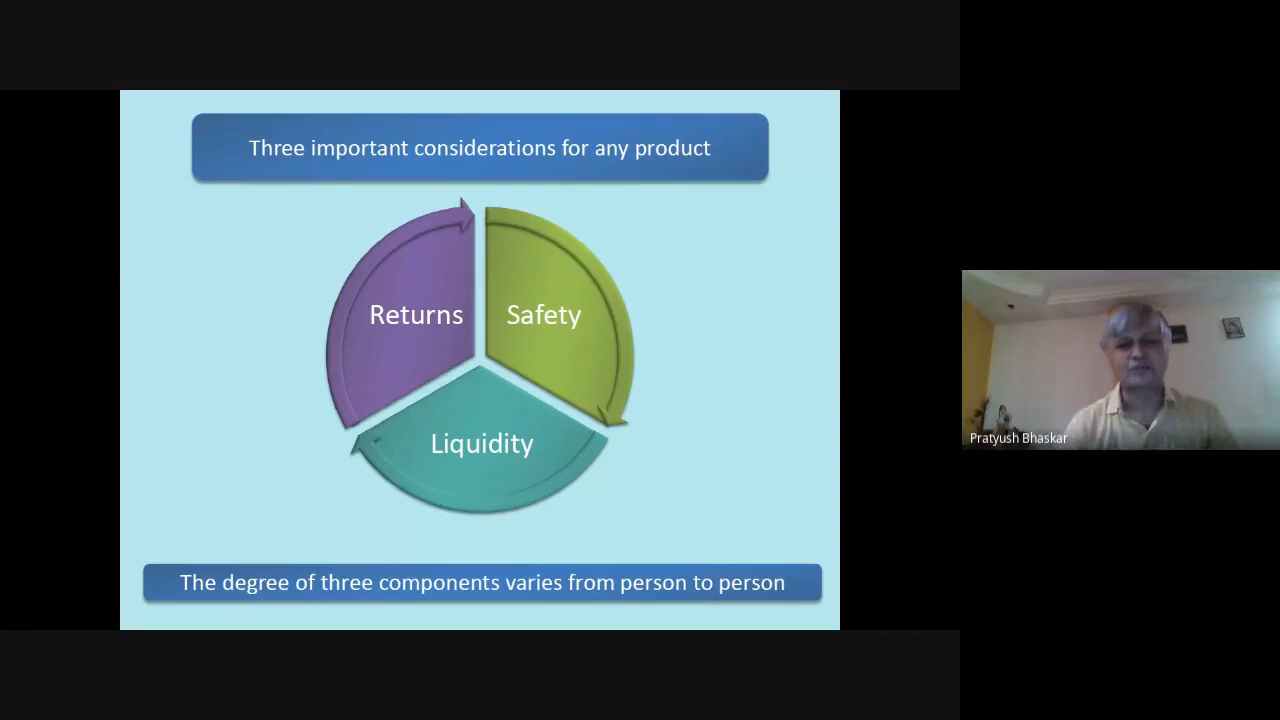 Three important considerations for any product
Returns
Safety
Liquidity
The degree of three components varies from person to person
Pratyush Bhaskar